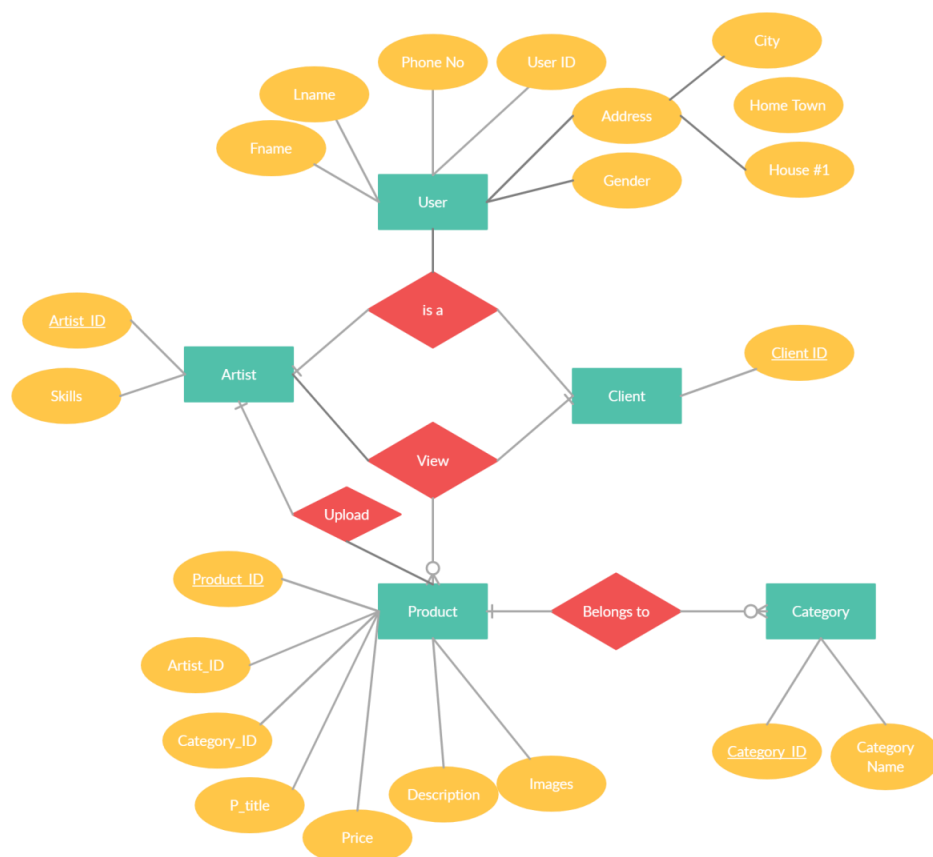 City
Phone No
User ID
Lname
Home Town
Address
Fname
House #1
Gender
User
is a
Artist_ID
Client ID
Artist
Skills
Client
View
Upload
Product_ID
Product
Belongs to
Category
Artist_ID
Category_ID
Category_ID
Category
Name
Images
Description
P_title
Price